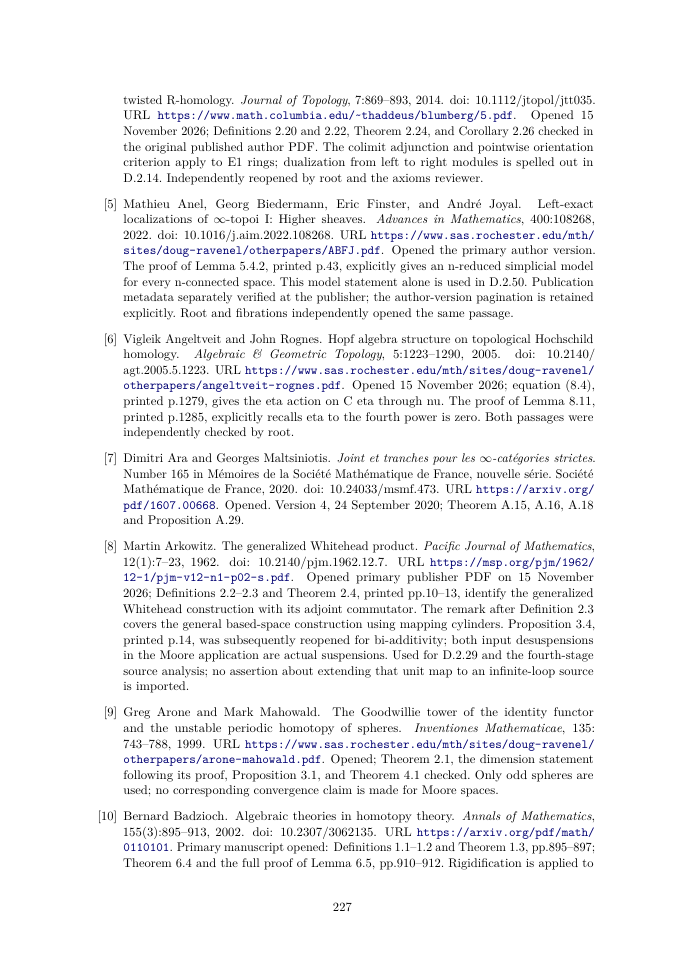 twisted R-homology. Journal of Topology, 7:869–893, 2014. doi: 10.1112/jtopol/jtt035.
URL https://www.math.columbia.edu/~thaddeus/blumberg/5.pdf. Opened 15
November 2026; Definitions 2.20 and 2.22, Theorem 2.24, and Corollary 2.26 checked in
the original published author PDF. The colimit adjunction and pointwise orientation
criterion apply to E1 rings; dualization from left to right modules is spelled out in
D.2.14. Independently reopened by root and the axioms reviewer.
[5] Mathieu Anel, Georg Biedermann, Eric Finster, and André Joyal. Left-exact
localizations of ∞-topoi I: Higher sheaves. Advances in Mathematics, 400:108268,
2022. doi: 10.1016/j.aim.2022.108268. URL https://www.sas.rochester.edu/mth/
sites/doug-ravenel/otherpapers/ABFJ.pdf. Opened the primary author version.
The proof of Lemma 5.4.2, printed p.43, explicitly gives an n-reduced simplicial model
for every n-connected space. This model statement alone is used in D.2.50. Publication
metadata separately verified at the publisher; the author-version pagination is retained
explicitly. Root and fibrations independently opened the same passage.
[6] Vigleik Angeltveit and John Rognes. Hopf algebra structure on topological Hochschild
homology. Algebraic & Geometric Topology, 5:1223–1290, 2005. doi: 10.2140/
agt.2005.5.1223. URL https://www.sas.rochester.edu/mth/sites/doug-ravenel/
otherpapers/angeltveit-rognes.pdf. Opened 15 November 2026; equation (8.4),
printed p.1279, gives the eta action on C eta through nu. The proof of Lemma 8.11,
printed p.1285, explicitly recalls eta to the fourth power is zero. Both passages were
independently checked by root.
[7] Dimitri Ara and Georges Maltsiniotis. Joint et tranches pour les ∞-catégories strictes.
Number 165 in Mémoires de la Société Mathématique de France, nouvelle série. Société
Mathématique de France, 2020. doi: 10.24033/msmf.473. URL https://arxiv.org/
pdf/1607.00668. Opened. Version 4, 24 September 2020; Theorem A.15, A.16, A.18
and Proposition A.29.
[8] Martin Arkowitz. The generalized Whitehead product. Pacific Journal of Mathematics,
12(1):7–23, 1962. doi: 10.2140/pjm.1962.12.7. URL https://msp.org/pjm/1962/
12-1/pjm-v12-n1-p02-s.pdf. Opened primary publisher PDF on 15 November
2026; Definitions 2.2–2.3 and Theorem 2.4, printed pp.10–13, identify the generalized
Whitehead construction with its adjoint commutator. The remark after Definition 2.3
covers the general based-space construction using mapping cylinders. Proposition 3.4,
printed p.14, was subsequently reopened for bi-additivity; both input desuspensions
in the Moore application are actual suspensions. Used for D.2.29 and the fourth-stage
source analysis; no assertion about extending that unit map to an infinite-loop source
is imported.
[9] Greg Arone and Mark Mahowald. The Goodwillie tower of the identity functor
and the unstable periodic homotopy of spheres. Inventiones Mathematicae, 135:
743–788, 1999. URL https://www.sas.rochester.edu/mth/sites/doug-ravenel/
otherpapers/arone-mahowald.pdf. Opened; Theorem 2.1, the dimension statement
following its proof, Proposition 3.1, and Theorem 4.1 checked. Only odd spheres are
used; no corresponding convergence claim is made for Moore spaces.
[10] Bernard Badzioch. Algebraic theories in homotopy theory. Annals of Mathematics,
155(3):895–913, 2002. doi: 10.2307/3062135. URL https://arxiv.org/pdf/math/
0110101. Primary manuscript opened: Definitions 1.1–1.2 and Theorem 1.3, pp.895–897;
Theorem 6.4 and the full proof of Lemma 6.5, pp.910–912. Rigidification is applied to
227